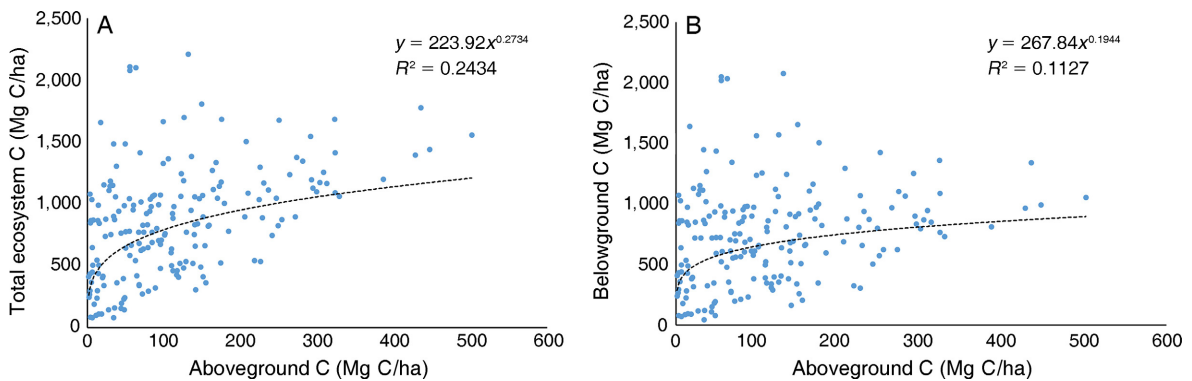 A
y = 223.92x^0.2734
R² = 0.2434
Total ecosystem C (Mg C/ha)
2,500
2,000
1,500
1,000
500
0
0 100 200 300 400 500 600
Aboveground C (Mg C/ha)
B
y = 267.84x^0.1944
R² = 0.1127
Belowground C (Mg C/ha)
2,500
2,000
1,500
1,000
500
0
0 100 200 300 400 500 600
Aboveground C (Mg C/ha)